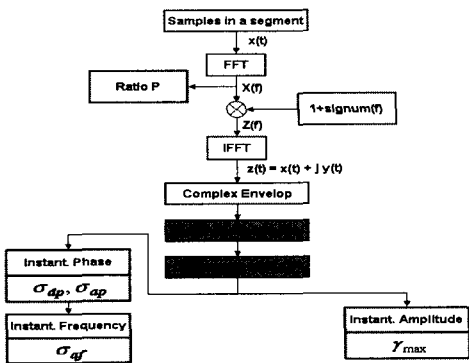 Samples in a segment
x(t)
FFT
Ratio P
X(f)
1+signum(f)
Z(f)
IFFT
z(t) = x(t) + j y(t)
Complex Envelop
Instant. Phase
σdp, σap
Instant. Frequency
σaf
Instant. Amplitude
γmax